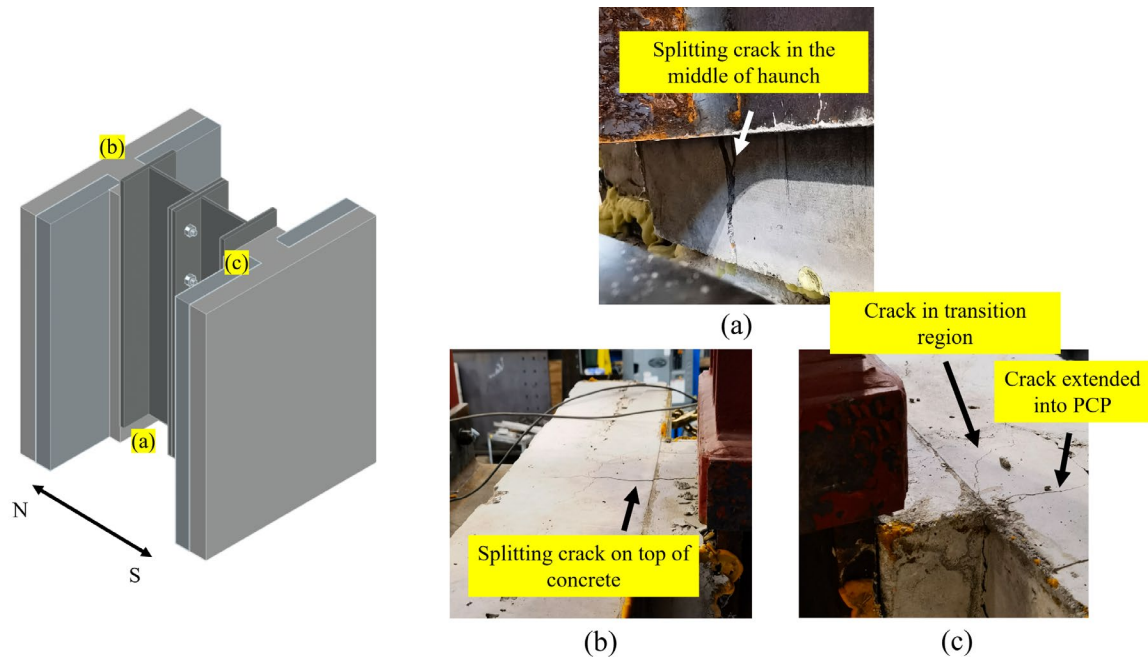 (b)
(c)
(a)
N
S
Splitting crack in the
middle of haunch
(a)
Crack in transition
region
Crack extended
into PCP
Splitting crack on top of
concrete
(b)
(c)